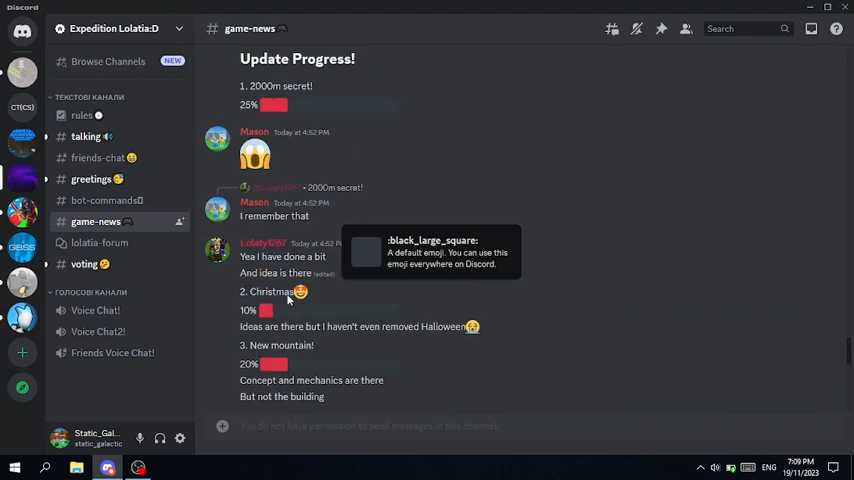 Discord
Expedition Lolatia:D
Browse Channels
NEW
ТЕКСТОВІ КАНАЛИ
rules
talking
friends-chat
greetings
bot-commands
game-news
lolatia-forum
voting
ГОЛОСОВІ КАНАЛИ
Voice Chat!
Voice Chat2!
Friends Voice Chat!
CT(CS)
GIBSS
Static_Gal...
static_galactic
game-news
Search
Update Progress!
1. 2000m secret!
25%
Mason Today at 4:52 PM
@Lolaty1267 • 2000m secret!
Mason Today at 4:52 PM
I remember that
Lolaty1267 Today at 4:52 PM
Yea I have done a bit
And idea is there (edited)
:black_large_square:
A default emoji. You can use this
emoji everywhere on Discord.
2. Christmas
10%
Ideas are there but I haven't even removed Halloween
3. New mountain!
20%
Concept and mechanics are there
But not the building
You do not have permission to send messages in this channel.
ENG
7:09 PM
19/11/2023